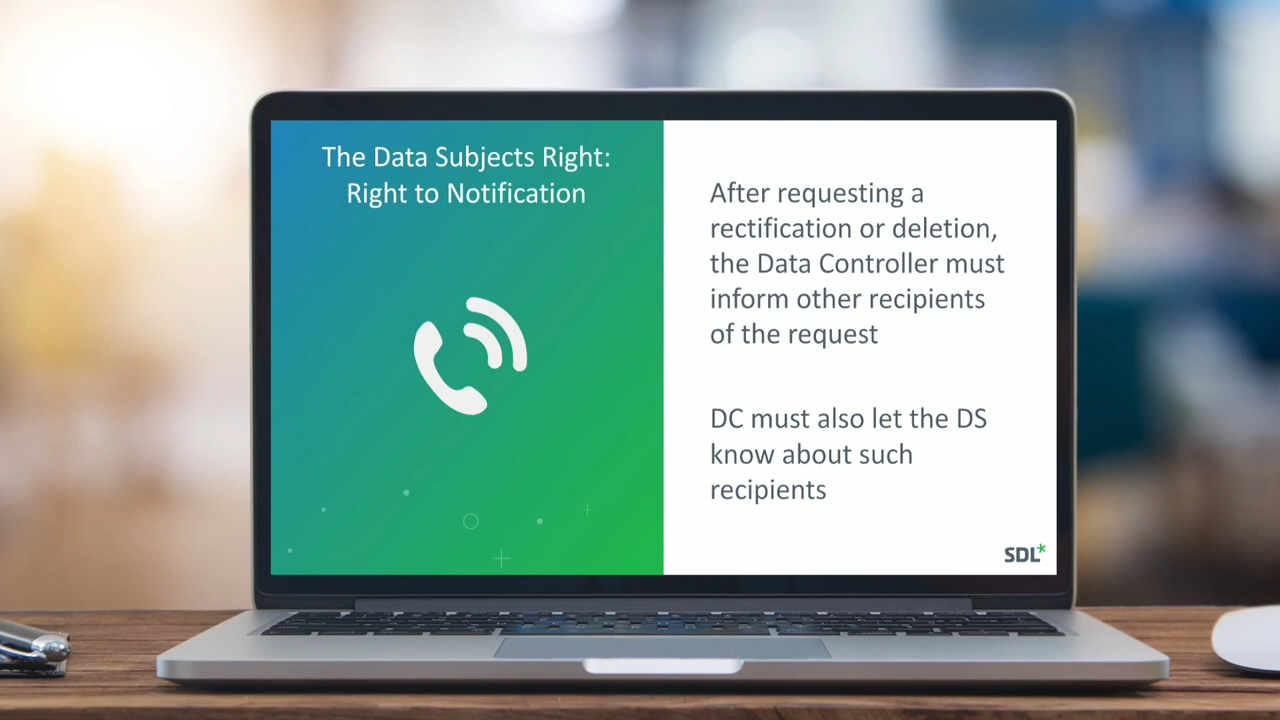 The Data Subjects Right:
Right to Notification
After requesting a
rectification or deletion,
the Data Controller must
inform other recipients
of the request
DC must also let the DS
know about such
recipients
SDL*